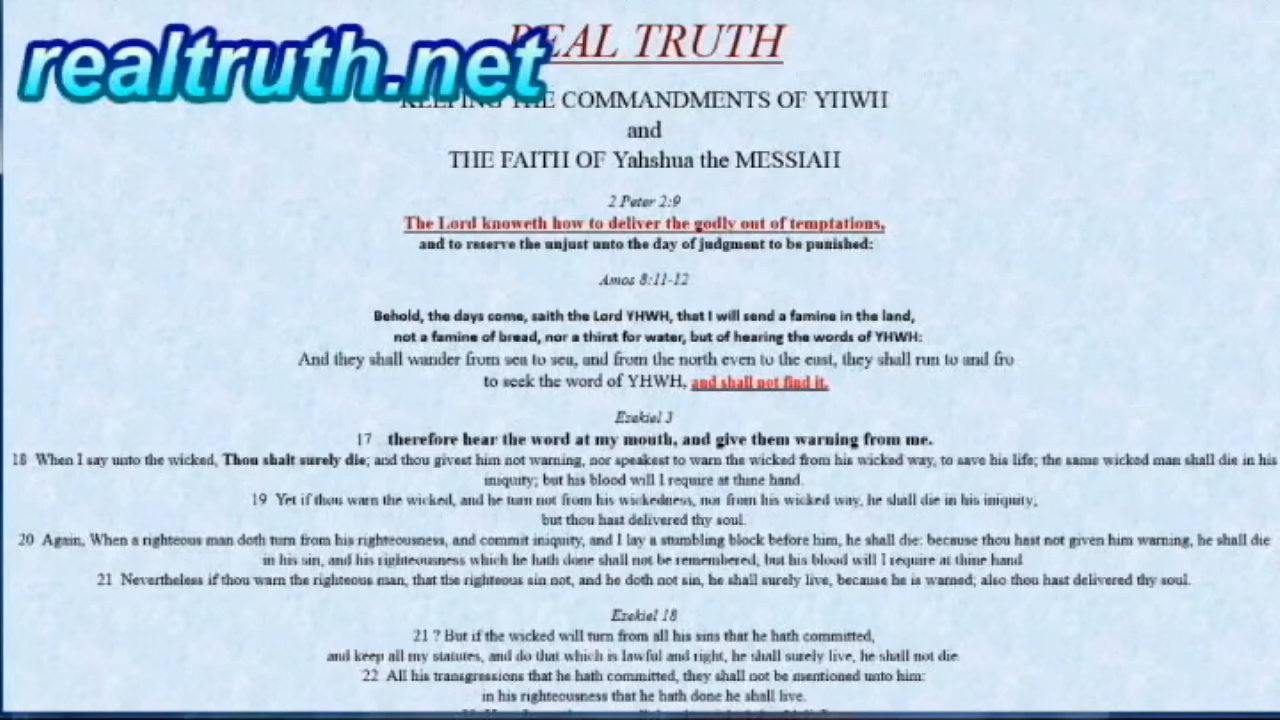 realtruth.net
REAL TRUTH
KEEPING THE COMMANDMENTS OF YHWH
and
THE FAITH OF Yahshua the MESSIAH
2 Peter 2:9
The Lord knoweth how to deliver the godly out of temptations,
and to reserve the unjust unto the day of judgment to be punished:
Amos 8:11-12
Behold, the days come, saith the Lord YHWH, that I will send a famine in the land,
not a famine of bread, nor a thirst for water, but of hearing the words of YHWH:
And they shall wander from sea to sea, and from the north even to the east, they shall run to and fro
to seek the word of YHWH, and shall not find it.
Ezekiel 3
17 therefore hear the word at my mouth, and give them warning from me.
18 When I say unto the wicked, Thou shalt surely die; and thou givest him not warning, nor speakest to warn the wicked from his wicked way, to save his life; the same wicked man shall die in his
iniquity; but his blood will I require at thine hand.
19 Yet if thou warn the wicked, and he turn not from his wickedness, nor from his wicked way, he shall die in his iniquity;
but thou hast delivered thy soul.
20 Again, When a righteous man doth turn from his righteousness, and commit iniquity, and I lay a stumbling block before him, he shall die: because thou hast not given him warning, he shall die
in his sin, and his righteousness which he hath done shall not be remembered; but his blood will I require at thine hand
21 Nevertheless if thou warn the righteous man, that the righteous sin not, and he doth not sin, he shall surely live, because he is warned; also thou hast delivered thy soul.
Ezekiel 18
21 ? But if the wicked will turn from all his sins that he hath committed,
and keep all my statutes, and do that which is lawful and right, he shall surely live, he shall not die
22 All his transgressions that he hath committed, they shall not be mentioned unto him:
in his righteousness that he hath done he shall live.